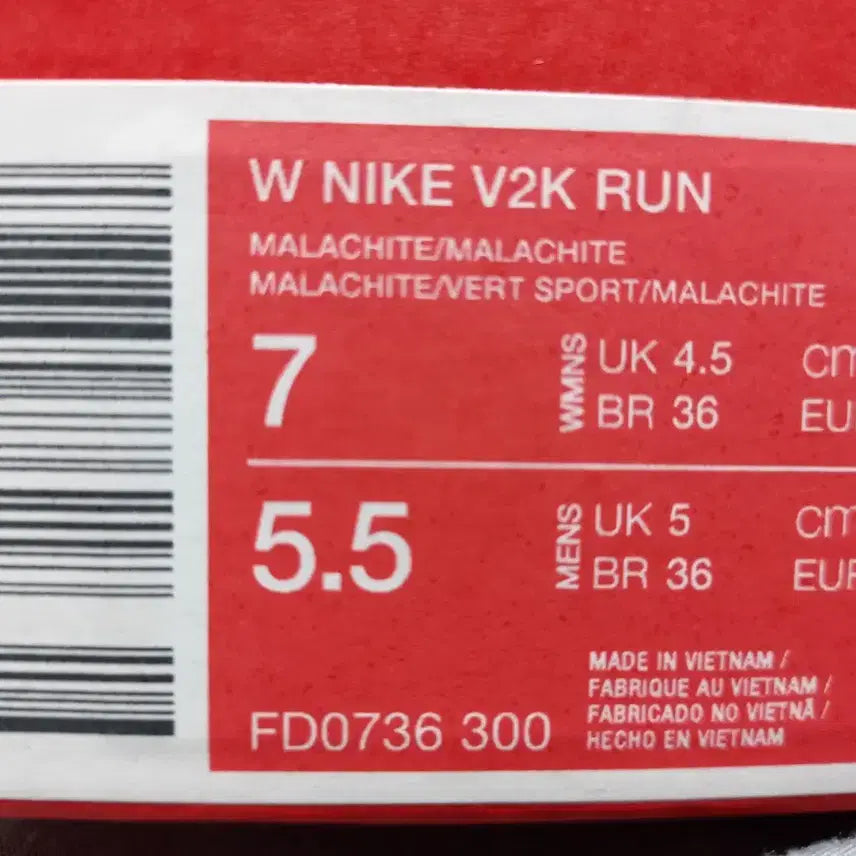 W NIKE V2K RUN
MALACHITE/MALACHITE
MALACHITE/VERT SPORT/MALACHITE
7 WMNS UK 4.5
BR 36
5.5 MENS UK 5
BR 36
MADE IN VIETNAM /
FABRIQUE AU VIETNAM /
FABRICADO NO VIETNÃ /
HECHO EN VIETNAM
FD0736 300